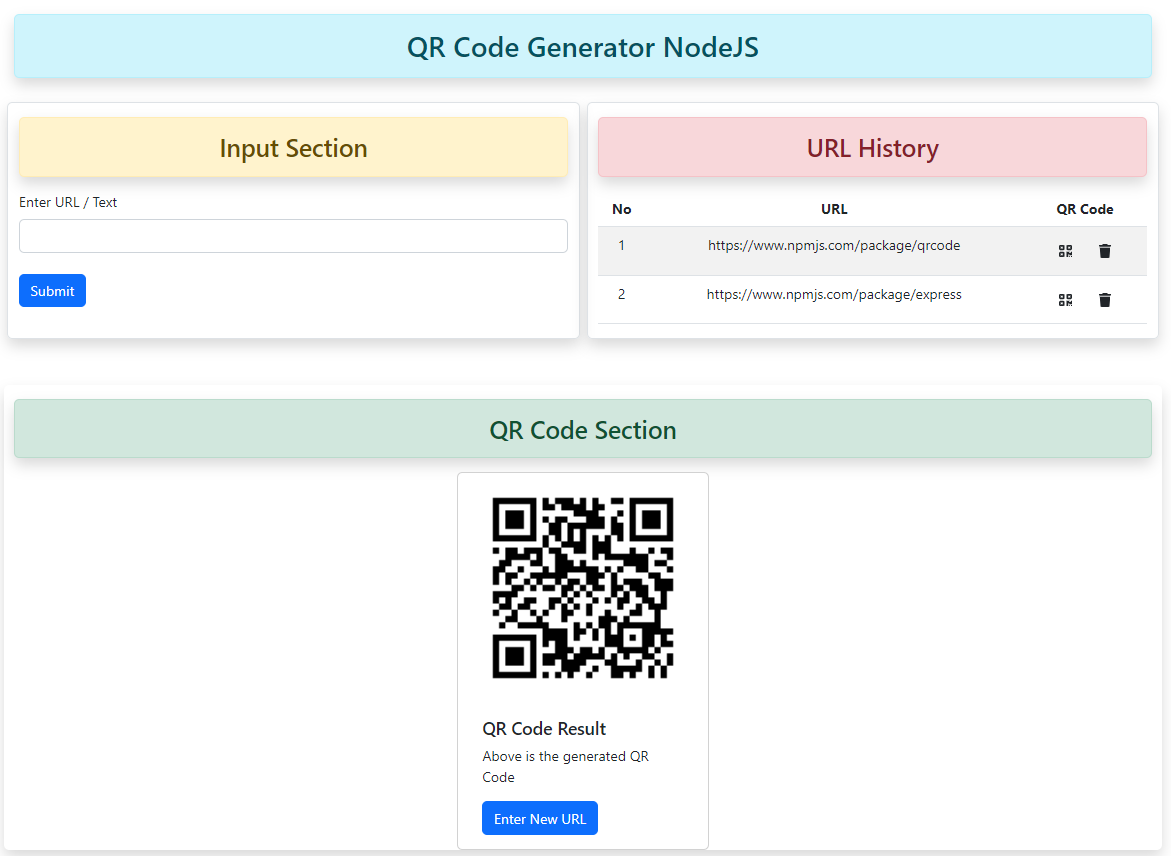 QR Code Generator NodeJS
Input Section
Enter URL / Text
Submit
URL History
No URL QR Code
1 https://www.npmjs.com/package/qrcode
2 https://www.npmjs.com/package/express
QR Code Section
QR Code Result
Above is the generated QR
Code
Enter New URL